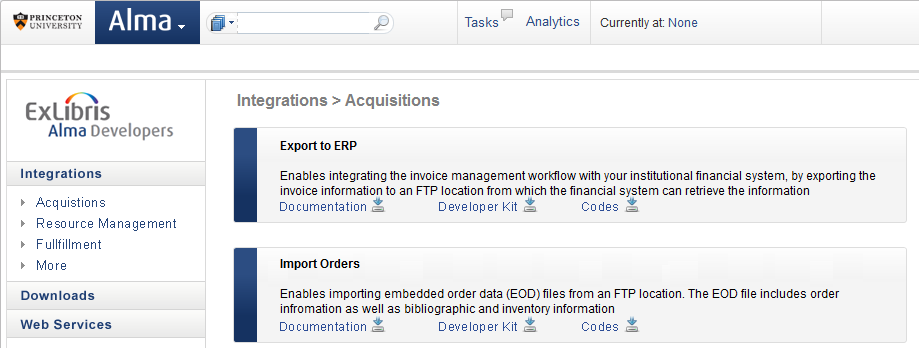 PRINCETON
UNIVERSITY
Alma
Tasks
Analytics
Currently at: None
ExLibris
Alma Developers
Integrations
Acquistions
Resource Management
Fullfillment
More
Downloads
Web Services
Integrations > Acquisitions
Export to ERP
Enables integrating the invoice management workflow with your institutional financial system, by exporting the
invoice information to an FTP location from which the financial system can retrieve the information
Documentation Developer Kit Codes
Import Orders
Enables importing embedded order data (EOD) files from an FTP location. The EOD file includes order
infromation as well as bibliographic and inventory information
Documentation Developer Kit Codes